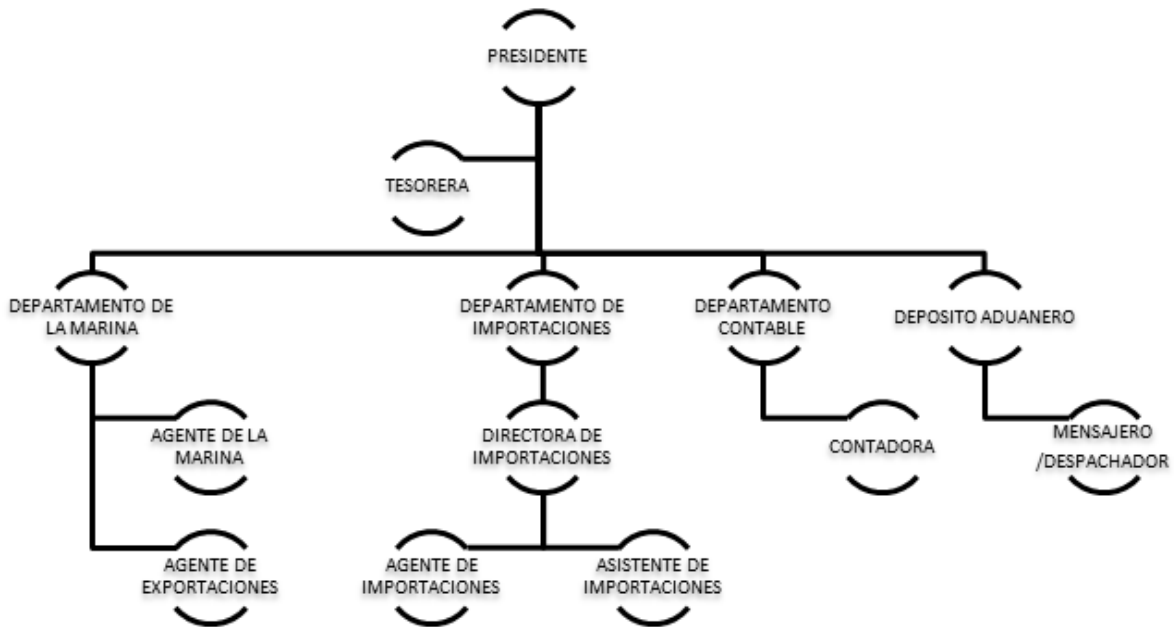 PRESIDENTE
TESORERA
DEPARTAMENTO DE
LA MARINA
DEPARTAMENTO DE
IMPORTACIONES
DEPARTAMENTO
CONTABLE
DEPOSITO ADUANERO
AGENTE DE LA
MARINA
DIRECTORA DE
IMPORTACIONES
CONTADORA
MENSAJERO
/DESPACHADOR
AGENTE DE
EXPORTACIONES
AGENTE DE
IMPORTACIONES
ASISTENTE DE
IMPORTACIONES